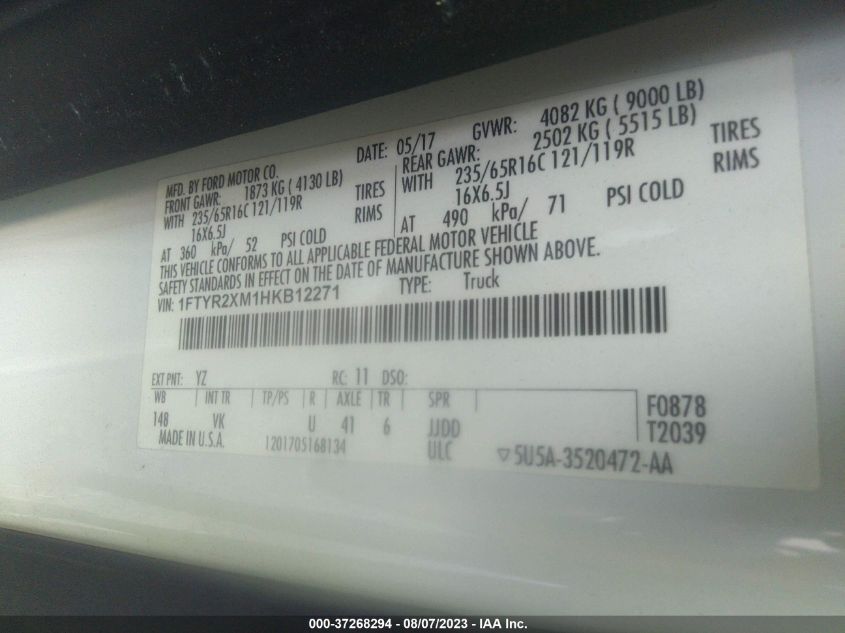 MFD. BY FORD MOTOR CO. DATE: 05/17 GVWR: 4082 KG ( 9000 LB)
FRONT GAWR: 1873 KG ( 4130 LB) REAR GAWR: 2502 KG ( 5515 LB)
WITH 235/65R16C 121/119R TIRES WITH 235/65R16C 121/119R TIRES
16X6.5J RIMS 16X6.5J RIMS
AT 360 kPa/ 52 PSI COLD AT 490 kPa/ 71 PSI COLD
THIS VEHICLE CONFORMS TO ALL APPLICABLE FEDERAL MOTOR VEHICLE
SAFETY STANDARDS IN EFFECT ON THE DATE OF MANUFACTURE SHOWN ABOVE.
VIN: 1FTYR2XM1HKB12271 TYPE: Truck
EXT PNT: YZ RC: 11 DSO:
WB INT TR TP/PS R AXLE TR SPR F0878
148 VK U 41 6 JJDD T2039
MADE IN U.S.A. 1201705168134 ULC ▽5U5A-3520472-AA
000-37268294 - 08/07/2023 - IAA Inc.